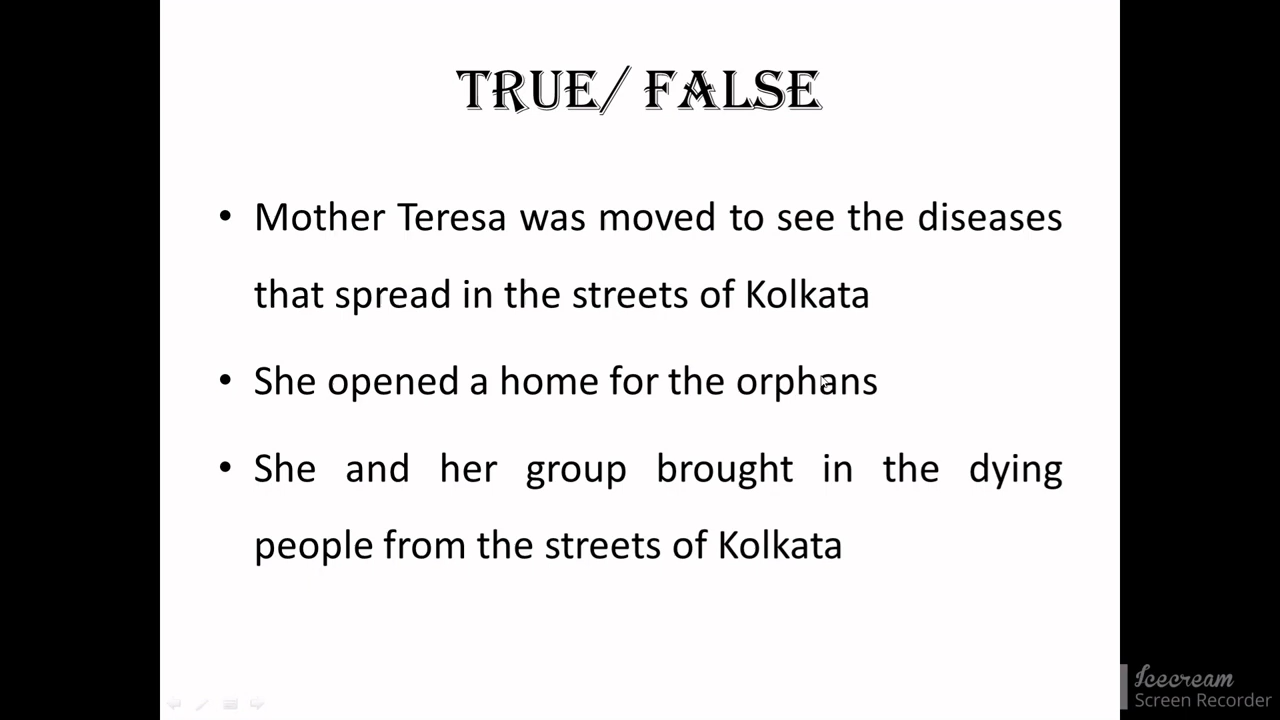 TRUE/ FALSE
• Mother Teresa was moved to see the diseases
that spread in the streets of Kolkata
• She opened a home for the orphans
• She and her group brought in the dying
people from the streets of Kolkata
Icecream
Screen Recorder